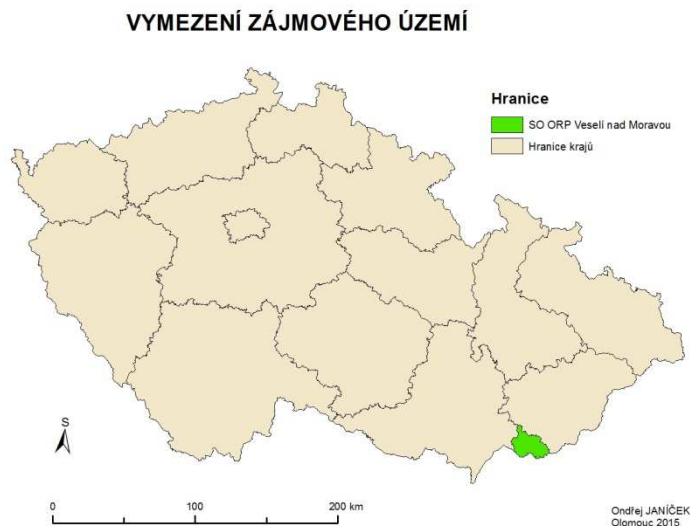 VYMEZENÍ ZÁJMOVÉHO ÚZEMÍ
Hranice
SO ORP Veselí nad Moravou
Hranice krajů
S
0 100 200 km
Ondřej JANÍČEK
Olomouc 2015